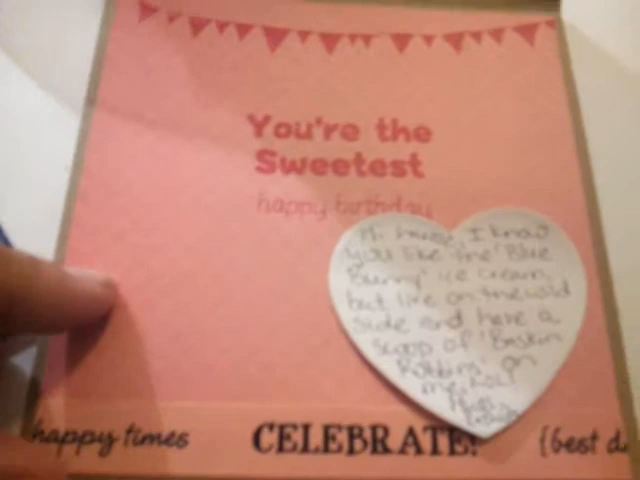 You're the
Sweetest
happy birthday
Hi I know
you like the 'Blue
Bunny' ice cream
but live on the wild
side and have a
scoop of 'Baskin
Robbins' on
me,
happy times
CELEBRATE!
{best d